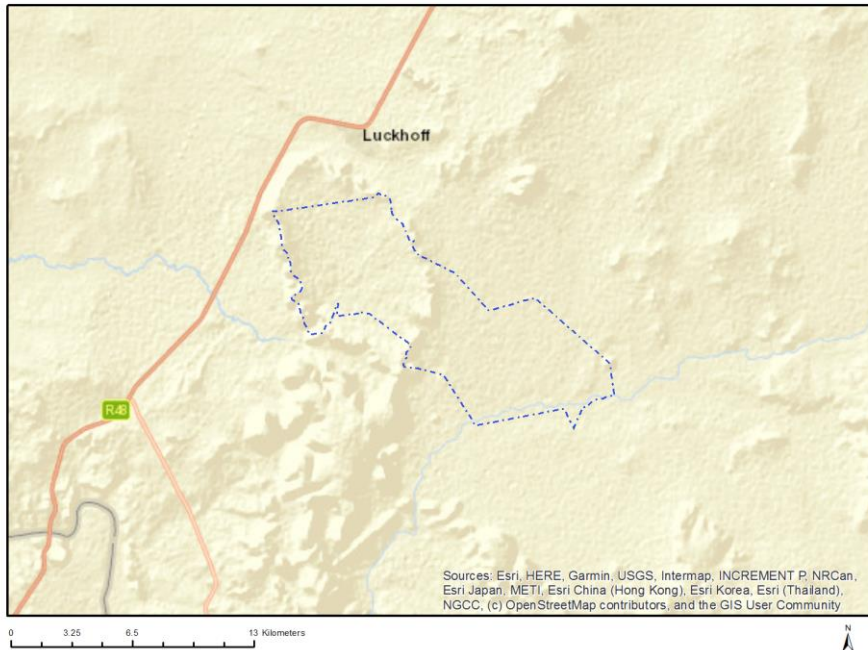 Luckhoff
R48
Sources: Esri, HERE, Garmin, USGS, Intermap, INCREMENT P, NRCan,
Esri Japan, METI, Esri China (Hong Kong), Esri Korea, Esri (Thailand),
NGCC, (c) OpenStreetMap contributors, and the GIS User Community
0 3.25 6.5 13 Kilometers
N